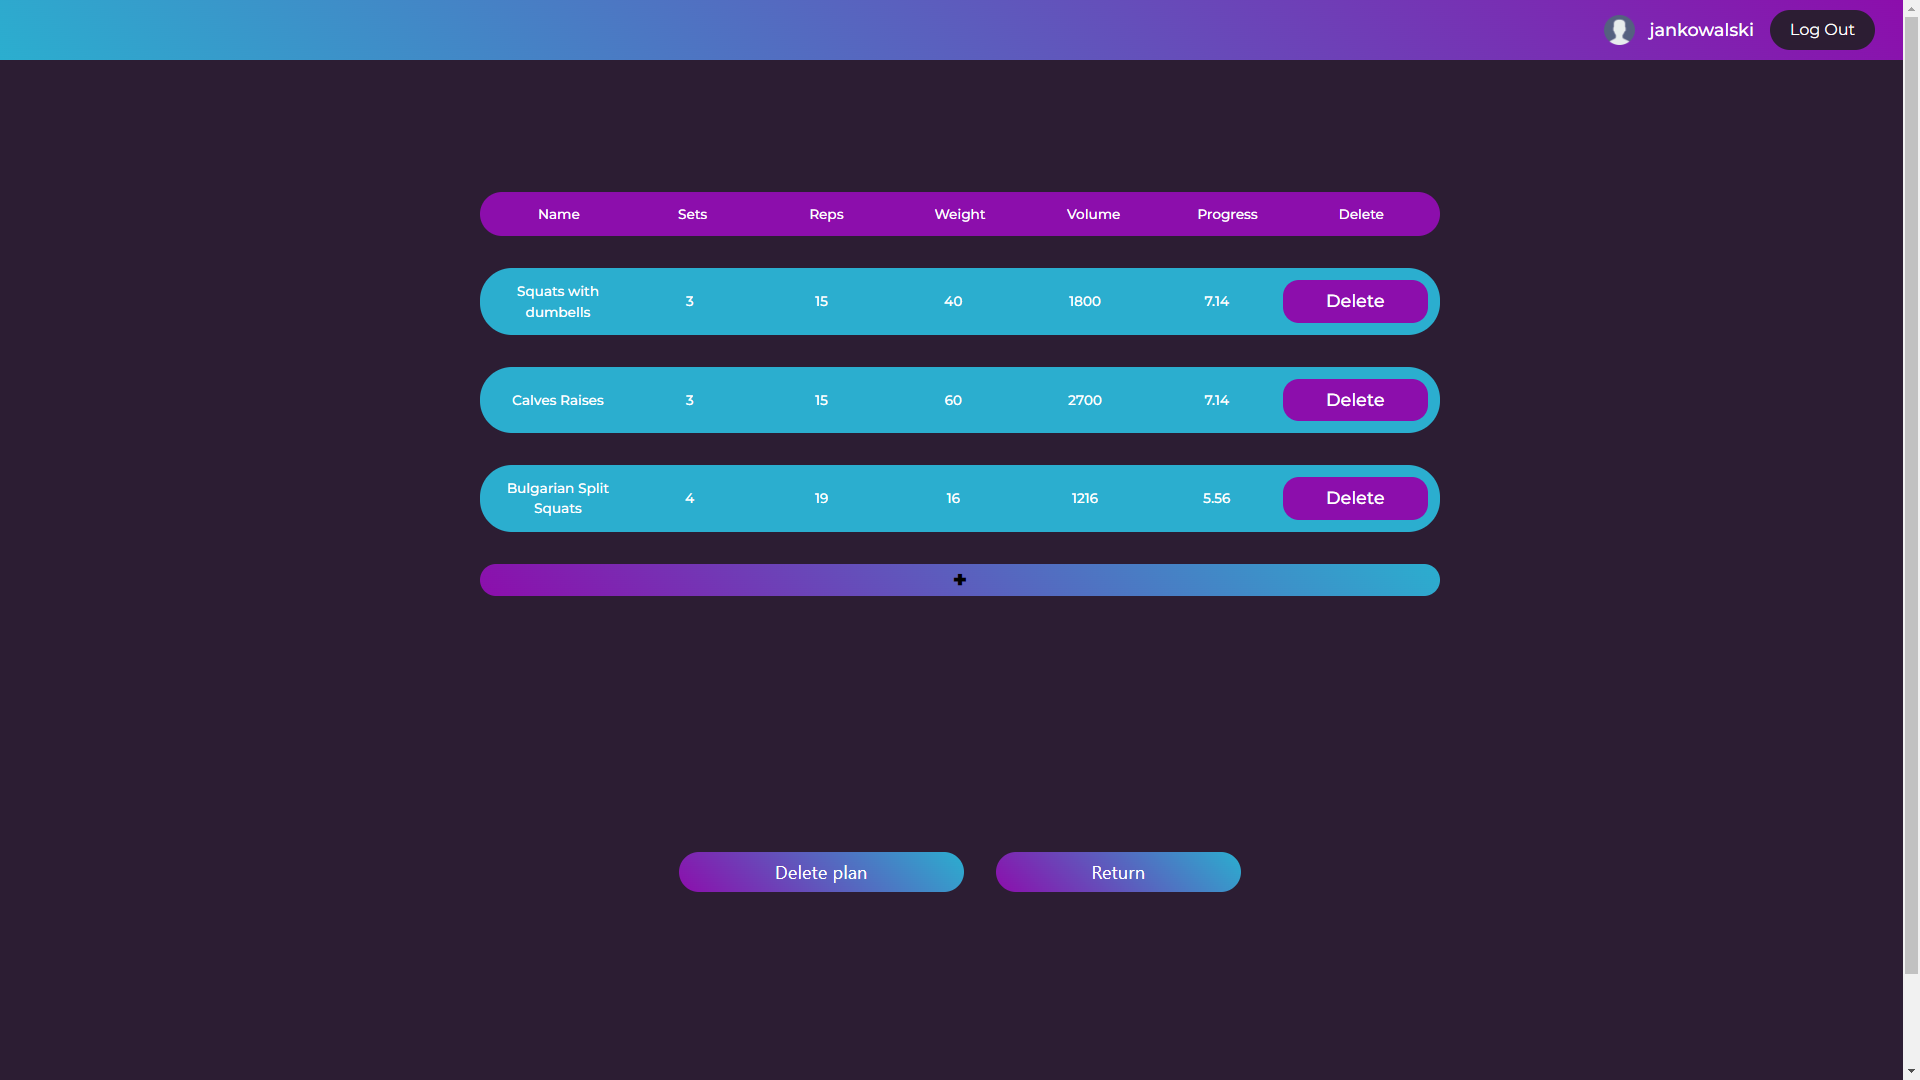 jankowalski Log Out
Name Sets Reps Weight Volume Progress Delete
Squats with
dumbells
3 15 40 1800 7.14 Delete
Calves Raises 3 15 60 2700 7.14 Delete
Bulgarian Split
Squats
4 19 16 1216 5.56 Delete
+
Delete plan Return